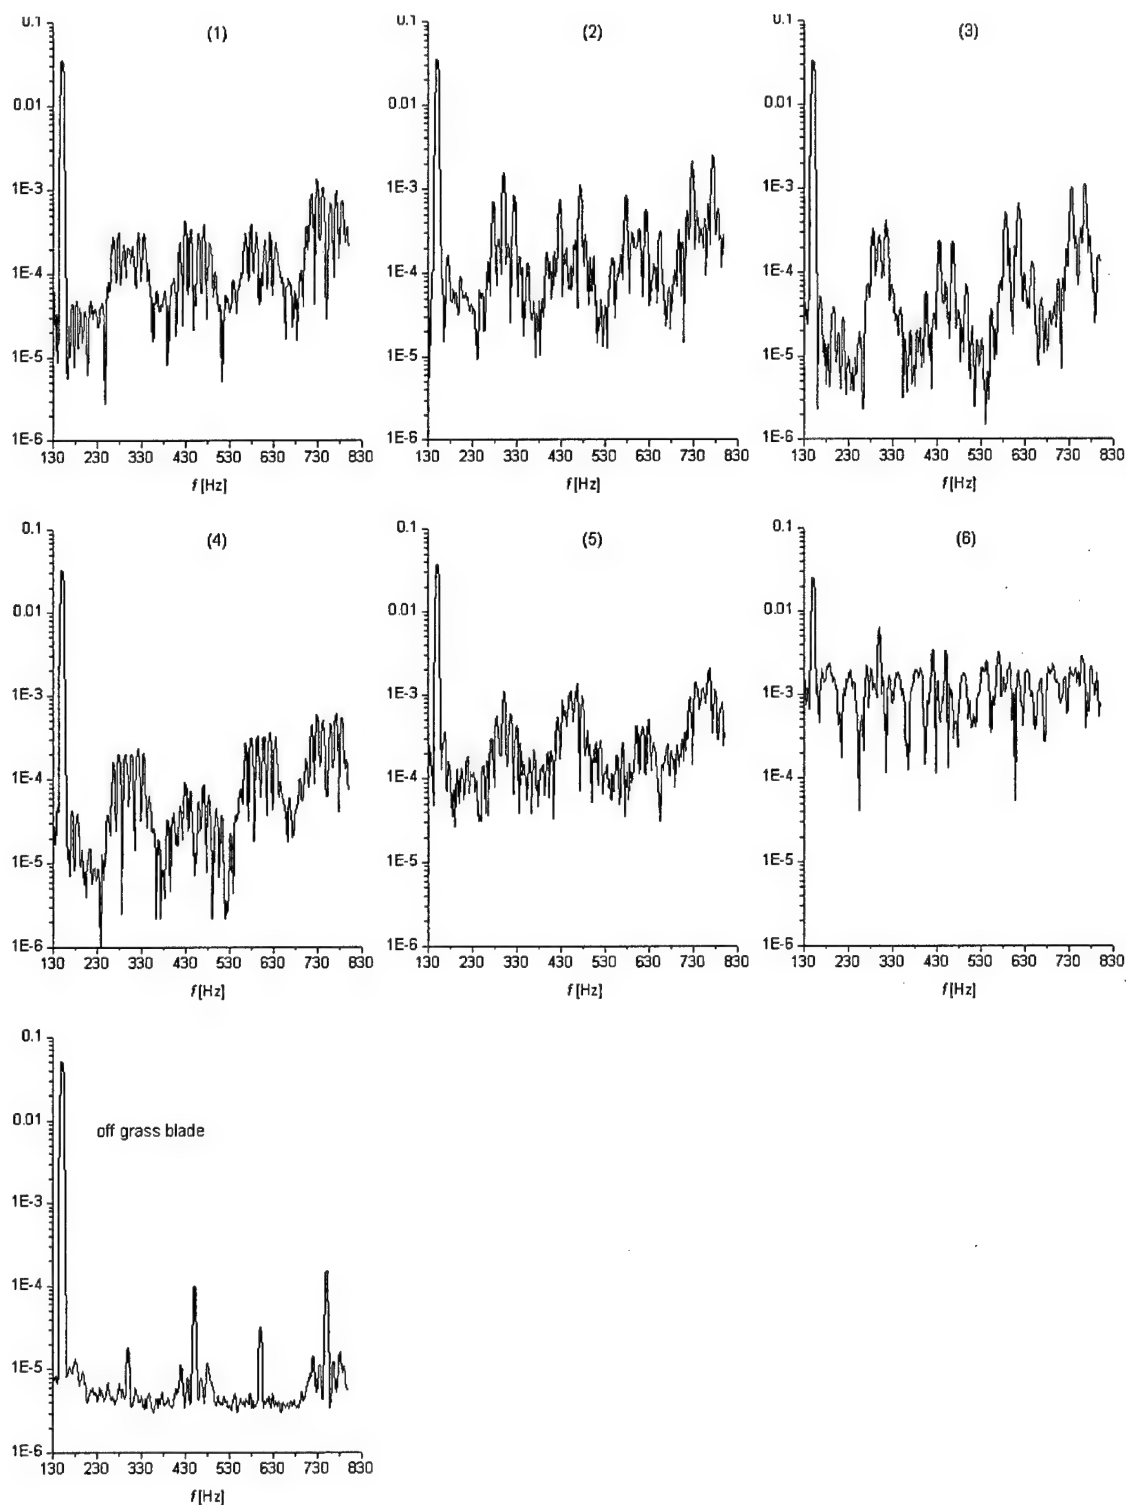 0.1 (1) 0.1 (2) 0.1 (3)
0.01 0.01 0.01
1E-3 1E-3 1E-3
1E-4 1E-4 1E-4
1E-5 1E-5 1E-5
1E-6 1E-6 1E-6
130 230 330 430 530 630 730 830 130 230 330 430 530 630 730 830 130 230 330 430 530 630 730 830
f [Hz] f [Hz] f [Hz]
0.1 (4) 0.1 (5) 0.1 (6)
0.01 0.01 0.01
1E-3 1E-3 1E-3
1E-4 1E-4 1E-4
1E-5 1E-5 1E-5
1E-6 1E-6 1E-6
130 230 330 430 530 630 730 830 130 230 330 430 530 630 730 830 130 230 330 430 530 630 730 830
f [Hz] f [Hz] f [Hz]
0.1
0.01 off grass blade
1E-3
1E-4
1E-5
1E-6
130 230 330 430 530 630 730 830
f [Hz]